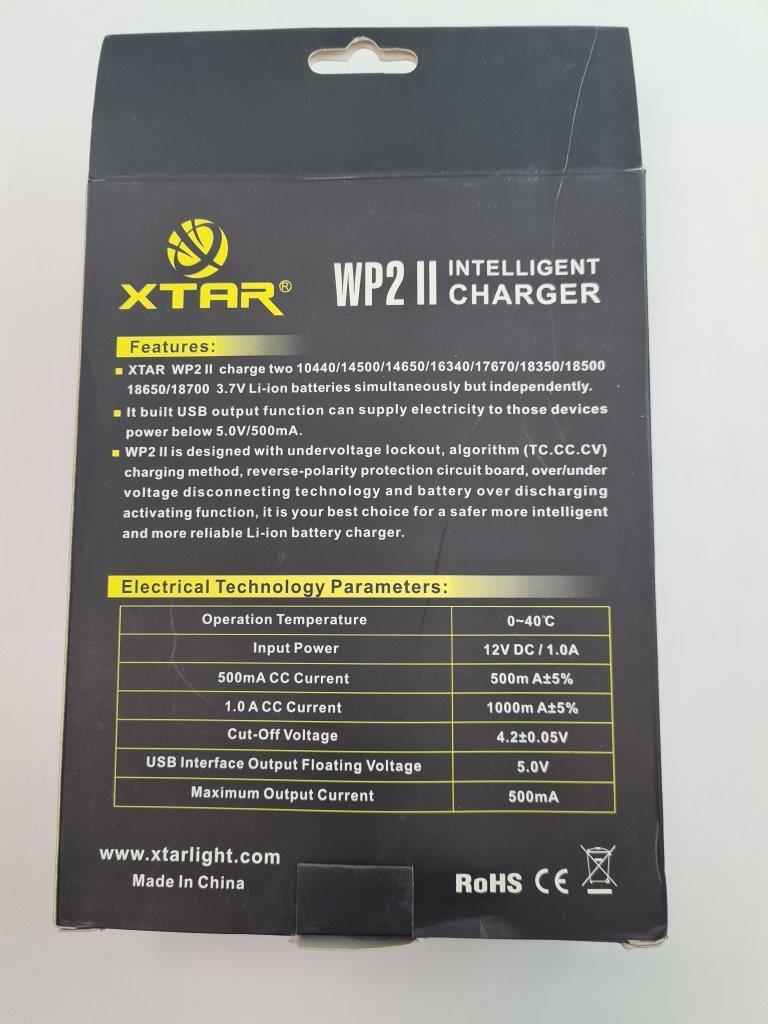 XTAR®
WP2 II INTELLIGENT
CHARGER
Features:
XTAR WP2 II charge two 10440/14500/14650/16340/17670/18350/18500
18650/18700 3.7V Li-ion batteries simultaneously but independently.
It built USB output function can supply electricity to those devices
power below 5.0V/500mA.
WP2 II is designed with undervoltage lockout, algorithm (TC.CC.CV)
charging method, reverse-polarity protection circuit board, over/under
voltage disconnecting technology and battery over discharging
activating function, it is your best choice for a safer more intelligent
and more reliable Li-ion battery charger.
Electrical Technology Parameters:
Operation Temperature 0~40℃
Input Power 12V DC / 1.0A
500mA CC Current 500m A±5%
1.0 A CC Current 1000m A±5%
Cut-Off Voltage 4.2±0.05V
USB Interface Output Floating Voltage 5.0V
Maximum Output Current 500mA
www.xtarlight.com
Made In China
RoHS CE